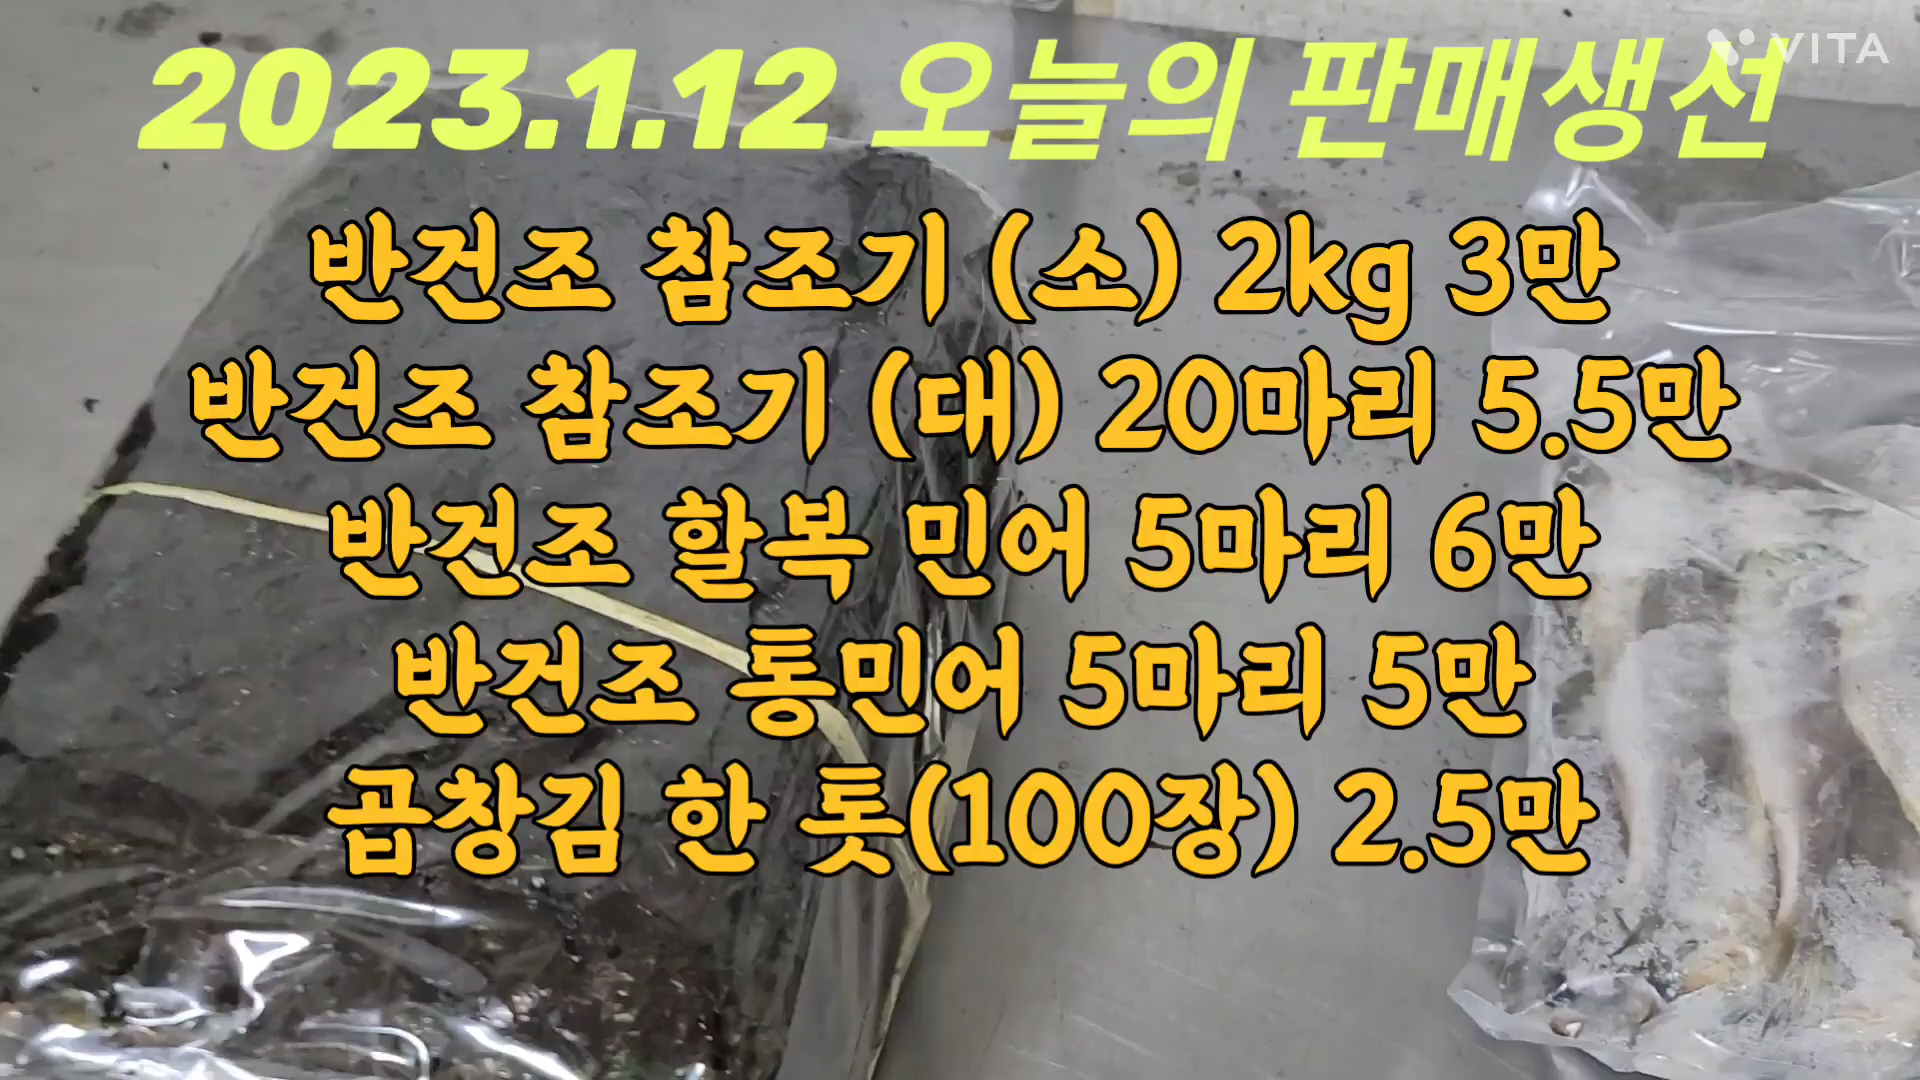 VITA
2023.1.12 오늘의 판매생선
반건조 참조기 (소) 2kg 3만
반건조 참조기 (대) 20마리 5.5만
반건조 할복 민어 5마리 6만
반건조 통민어 5마리 5만
곱창김 한 톳(100장) 2.5만